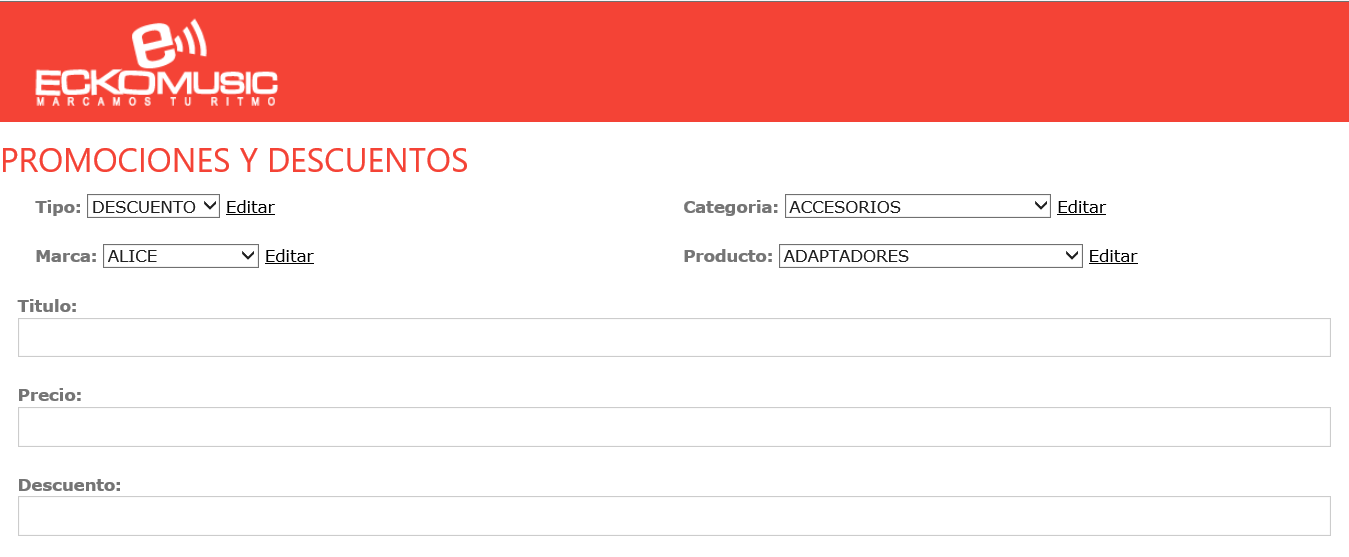 e
ECKOMUSIC
MARCAMOS TU RITMO
PROMOCIONES Y DESCUENTOS
Tipo: DESCUENTO Editar Categoria: ACCESORIOS Editar
Marca: ALICE Editar Producto: ADAPTADORES Editar
Titulo:
Precio:
Descuento: